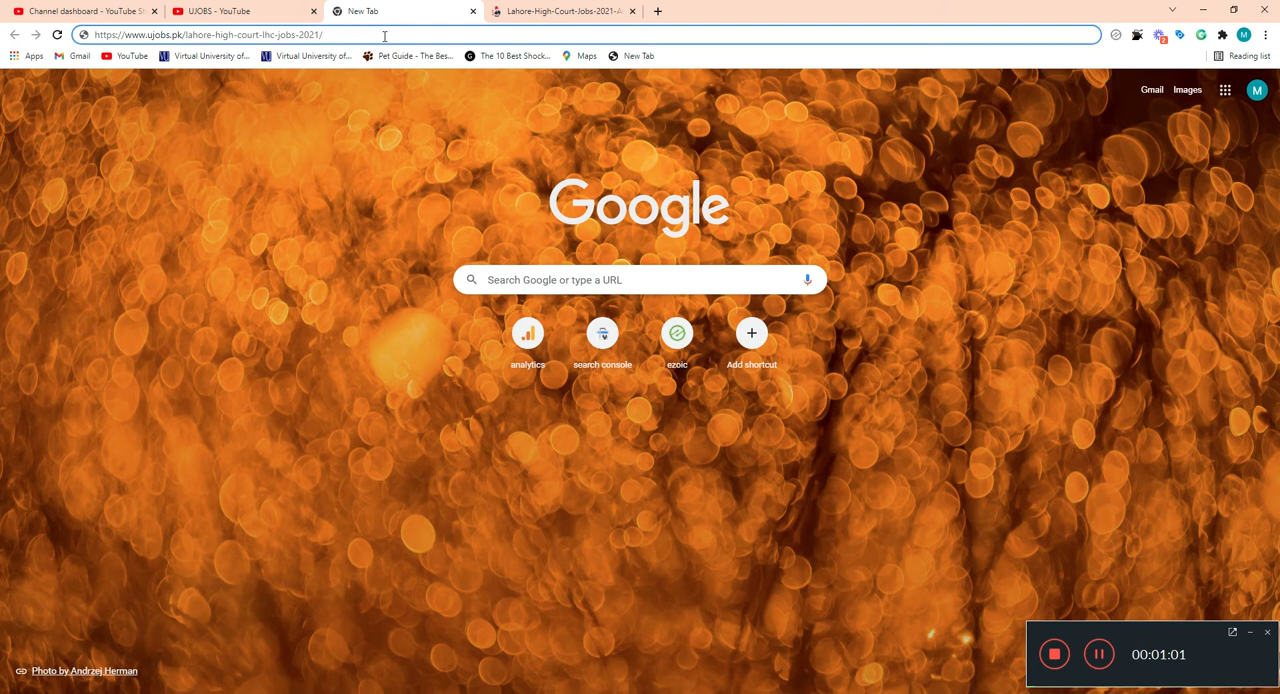 Channel dashboard - YouTube S
UJOBS - YouTube
New Tab
Lahore-High-Court-Jobs-2021-A
https://www.ujobs.pk/lahore-high-court-lhc-jobs-2021/
2
M
Apps
Gmail
YouTube
Virtual University of...
Virtual University of...
Pet Guide - The Bes...
The 10 Best Shock...
Maps
New Tab
Reading list
Gmail
Images
M
Google
Search Google or type a URL
analytics
search console
ezoic
Add shortcut
Photo by Andrzej Herman
00:01:01